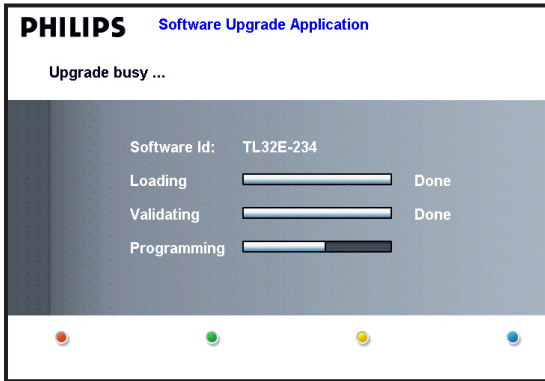 PHILIPS Software Upgrade Application
Upgrade busy ...
Software Id: TL32E-234
Loading Done
Validating Done
Programming